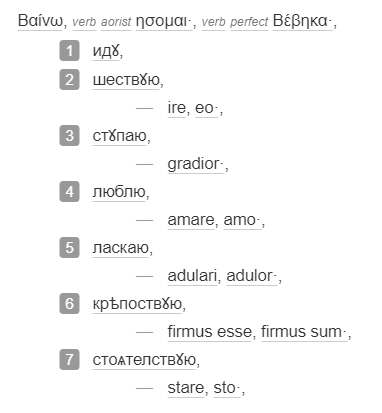 Βαίνω, verb aorist ησομαι·, verb perfect Βέβηκα·,
1 идꙋ,
2 шествꙋю,
— ire, eo·,
3 стꙋпаю,
— gradior·,
4 люблю,
— amare, amo·,
5 ласкаю,
— adulari, adulor·,
6 крѣпоствꙋю,
— firmus esse, firmus sum·,
7 стоѧтелствꙋю,
— stare, sto·,